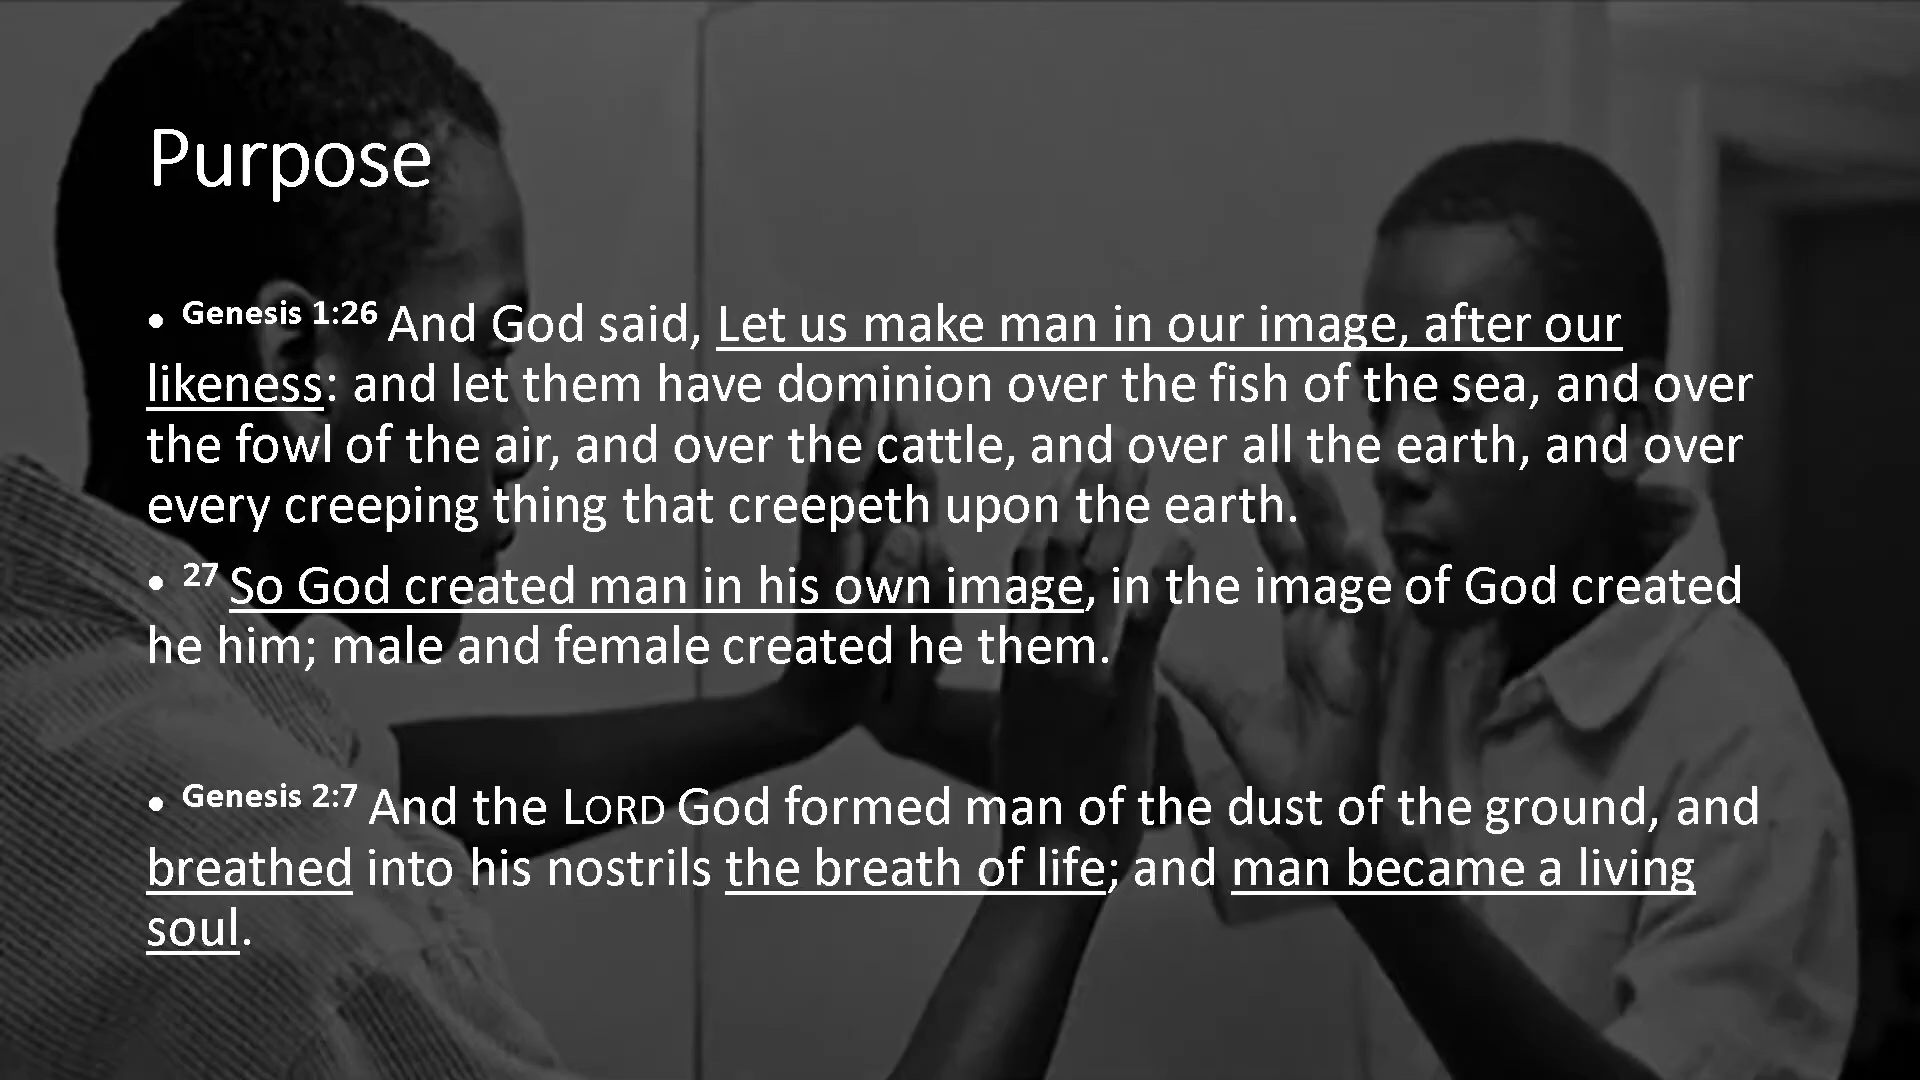 Purpose
• Genesis 1:26 And God said, Let us make man in our image, after our
likeness: and let them have dominion over the fish of the sea, and over
the fowl of the air, and over the cattle, and over all the earth, and over
every creeping thing that creepeth upon the earth.
• 27 So God created man in his own image, in the image of God created
he him; male and female created he them.
• Genesis 2:7 And the LORD God formed man of the dust of the ground, and
breathed into his nostrils the breath of life; and man became a living
soul.